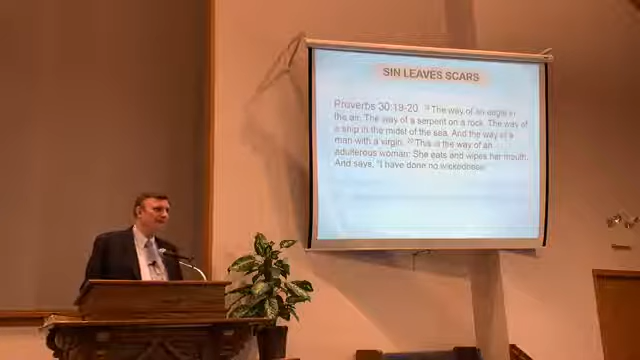 SIN LEAVES SCARS
Proverbs 30:19-20 19 The way of an eagle in
the air, The way of a serpent on a rock, The way of
a ship in the midst of the sea, And the way of a
man with a virgin. 20 This is the way of an
adulterous woman: She eats and wipes her mouth,
And says, "I have done no wickedness.